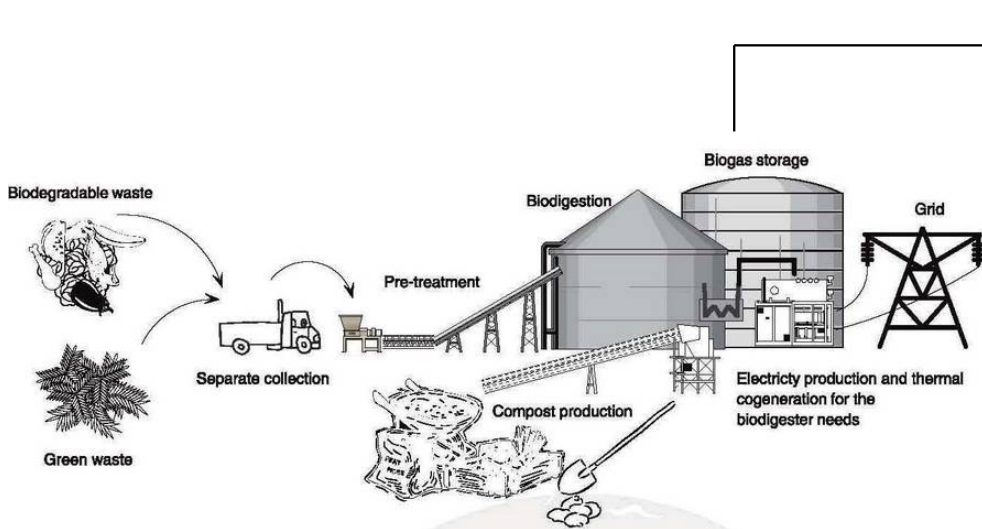 Biogas storage
Biodegradable waste
Biodigestion
Grid
Pre-treatment
Separate collection
Electricty production and thermal
cogeneration for the
biodigester needs
Compost production
Green waste